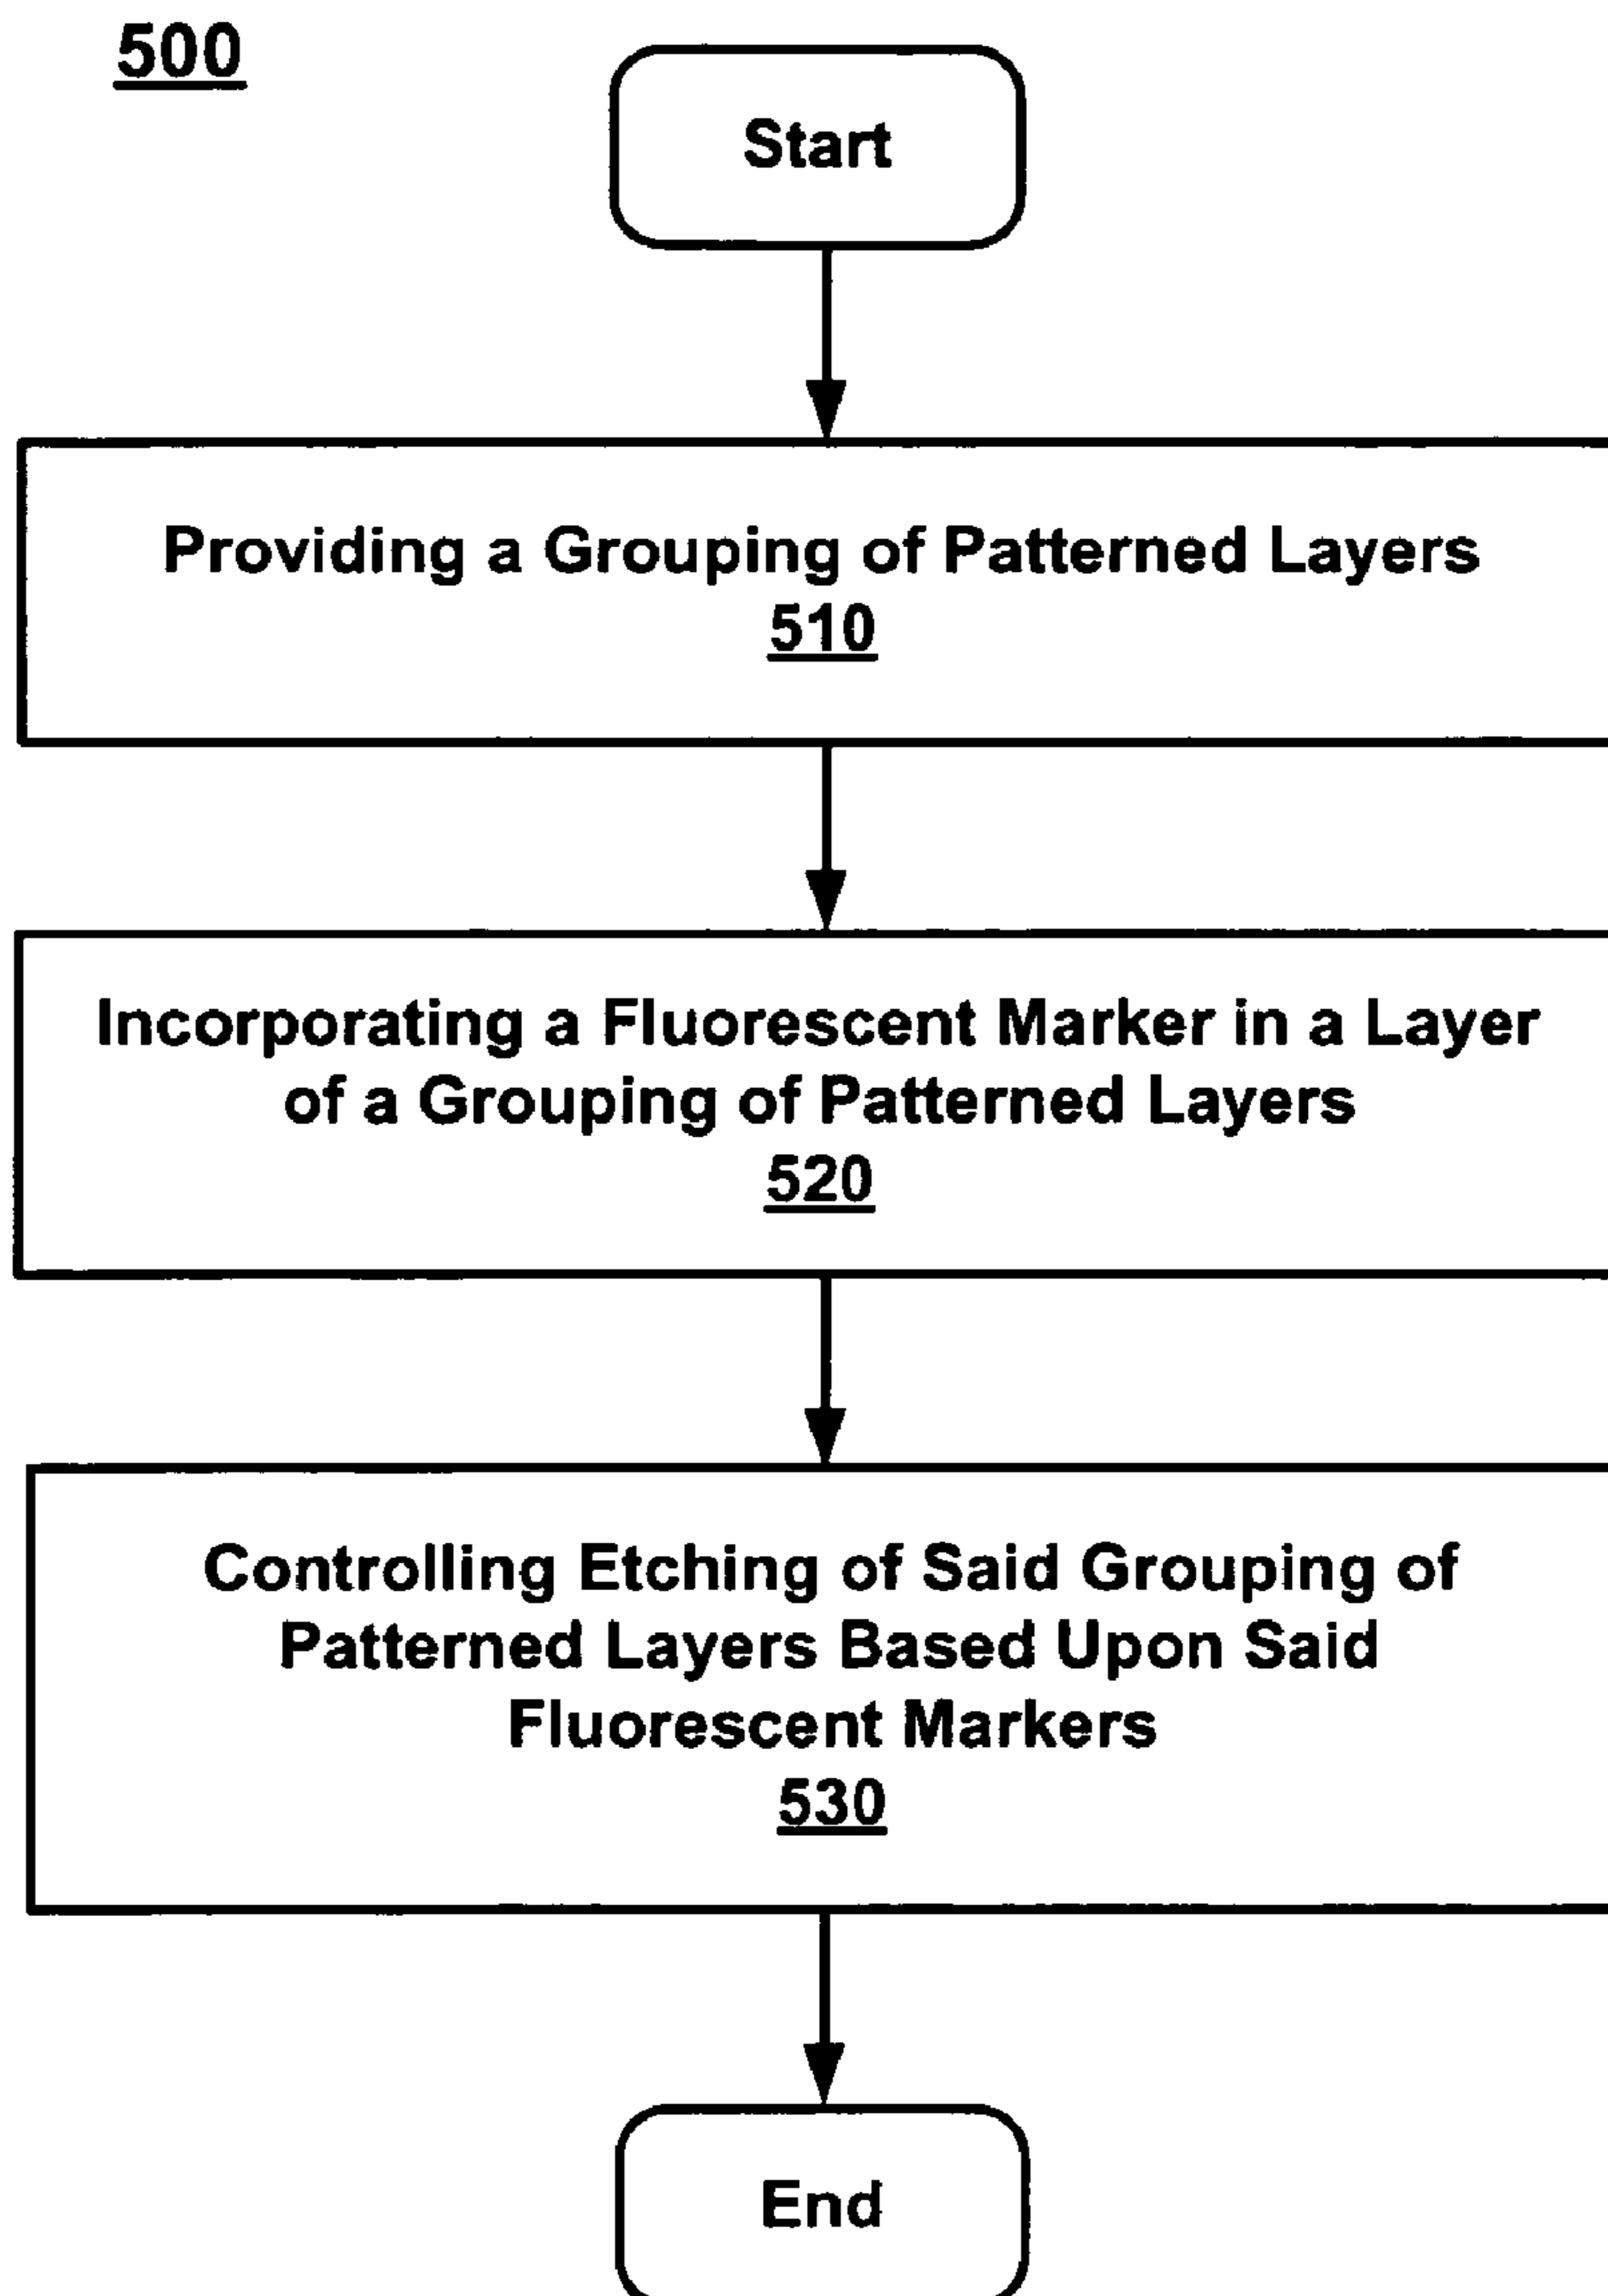 500
Start
Providing a Grouping of Patterned Layers
510
Incorporating a Fluorescent Marker in a Layer
of a Grouping of Patterned Layers
520
Controlling Etching of Said Grouping of
Patterned Layers Based Upon Said
Fluorescent Markers
530
End